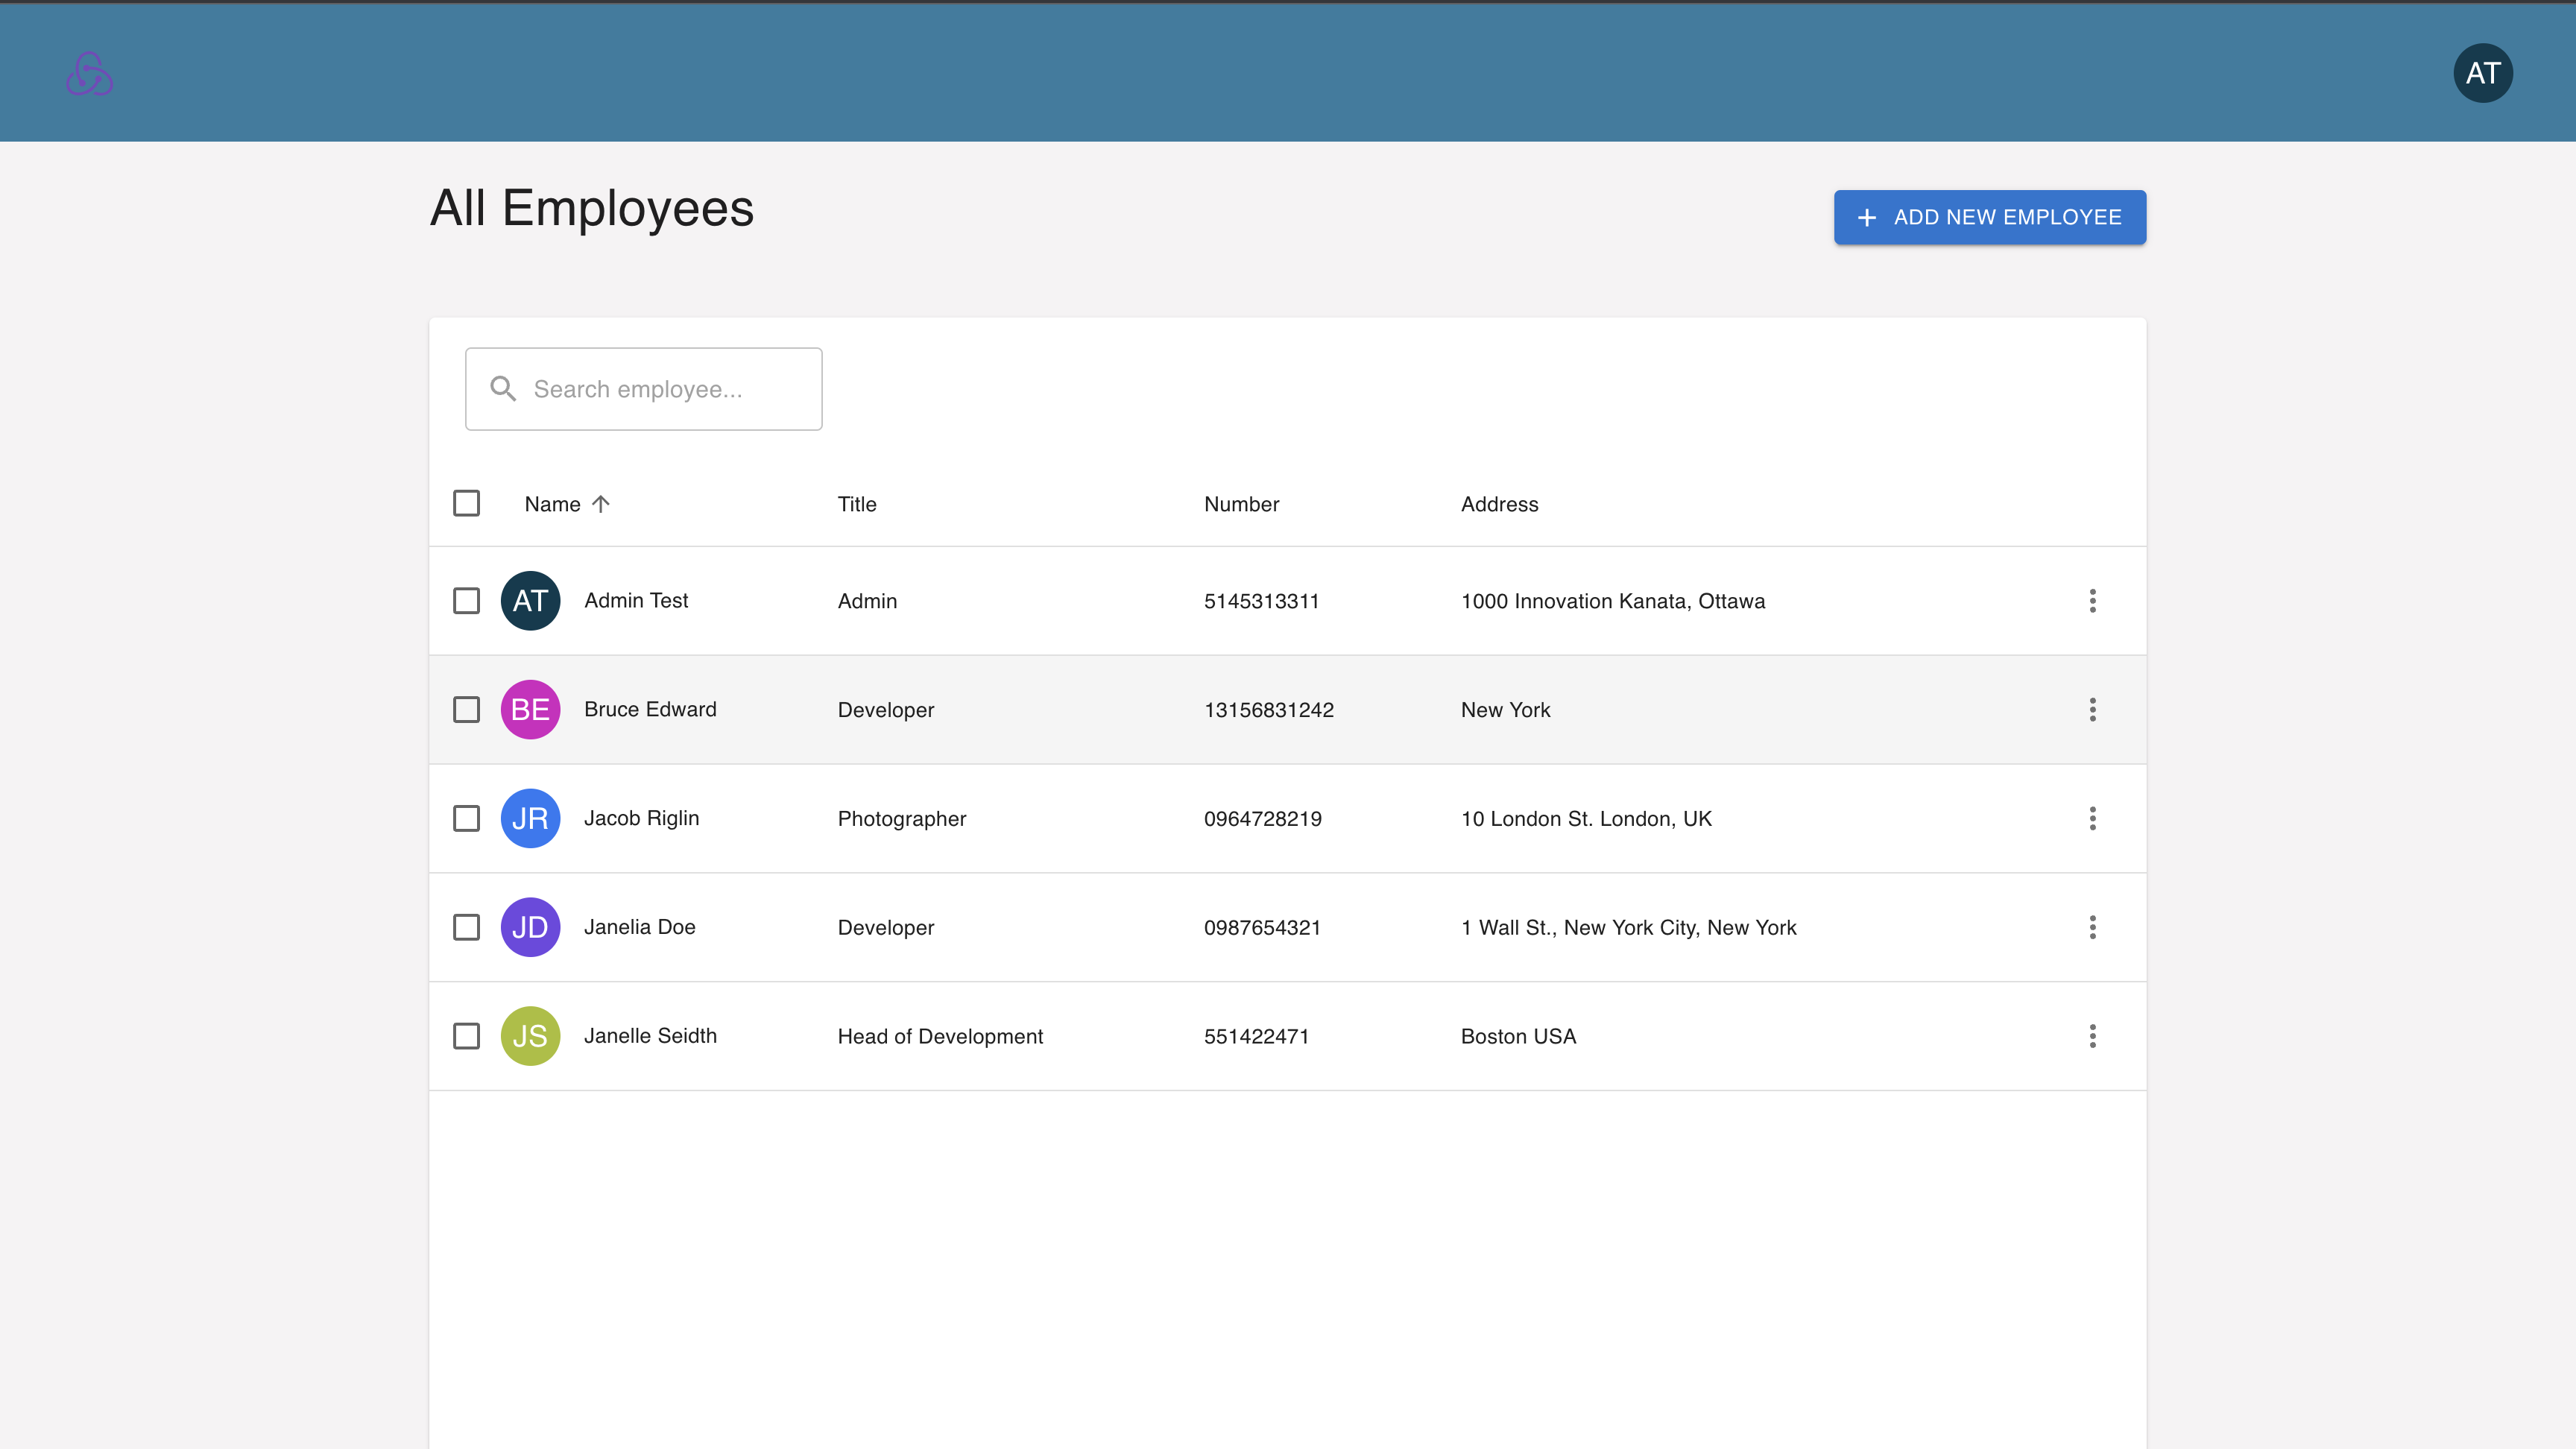 AT
All Employees
ADD NEW EMPLOYEE
Search employee...
Name Title Number Address
AT Admin Test Admin 5145313311 1000 Innovation Kanata, Ottawa
BE Bruce Edward Developer 13156831242 New York
JR Jacob Riglin Photographer 0964728219 10 London St. London, UK
JD Janelia Doe Developer 0987654321 1 Wall St., New York City, New York
JS Janelle Seidth Head of Development 551422471 Boston USA